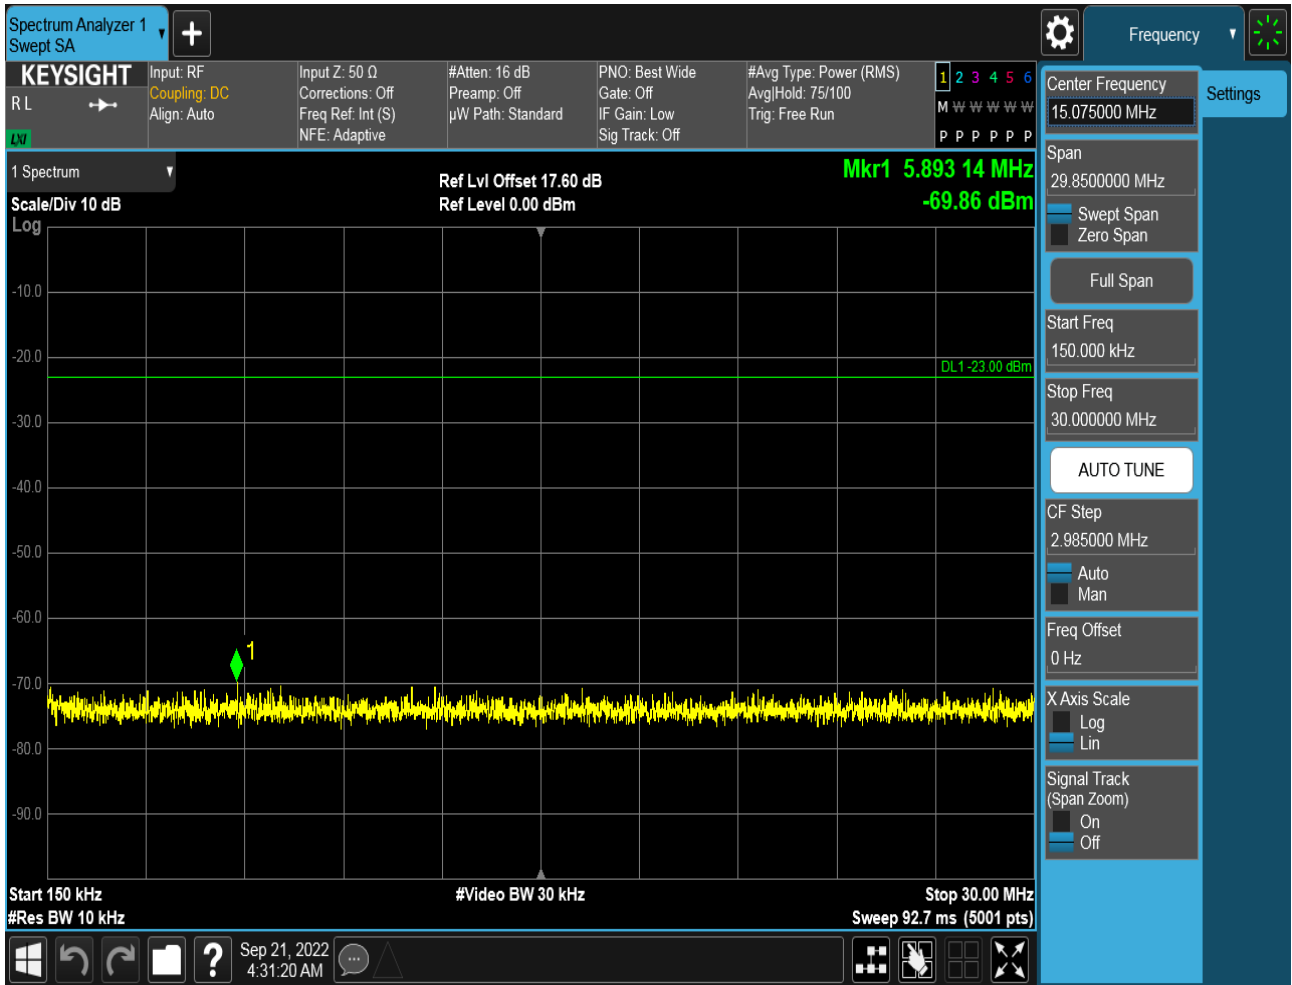 Spectrum Analyzer 1
Swept SA
Frequency
KEYSIGHT
R L
LXI
Input: RF
Coupling: DC
Align: Auto
Input Z: 50 Ω
Corrections: Off
Freq Ref: Int (S)
NFE: Adaptive
#Atten: 16 dB
Preamp: Off
µW Path: Standard
PNO: Best Wide
Gate: Off
IF Gain: Low
Sig Track: Off
#Avg Type: Power (RMS)
Avg|Hold: 75/100
Trig: Free Run
1 2 3 4 5 6
M W W W W W
P P P P P P
1 Spectrum
Scale/Div 10 dB
Log
Ref Lvl Offset 17.60 dB
Ref Level 0.00 dBm
Mkr1 5.893 14 MHz
-69.86 dBm
-10.0
-20.0
DL1 -23.00 dBm
-30.0
-40.0
-50.0
-60.0
1
-70.0
-80.0
-90.0
Start 150 kHz
#Res BW 10 kHz
#Video BW 30 kHz
Stop 30.00 MHz
Sweep 92.7 ms (5001 pts)
Sep 21, 2022
4:31:20 AM
Center Frequency
15.075000 MHz
Settings
Span
29.8500000 MHz
Swept Span
Zero Span
Full Span
Start Freq
150.000 kHz
Stop Freq
30.000000 MHz
AUTO TUNE
CF Step
2.985000 MHz
Auto
Man
Freq Offset
0 Hz
X Axis Scale
Log
Lin
Signal Track
(Span Zoom)
On
Off